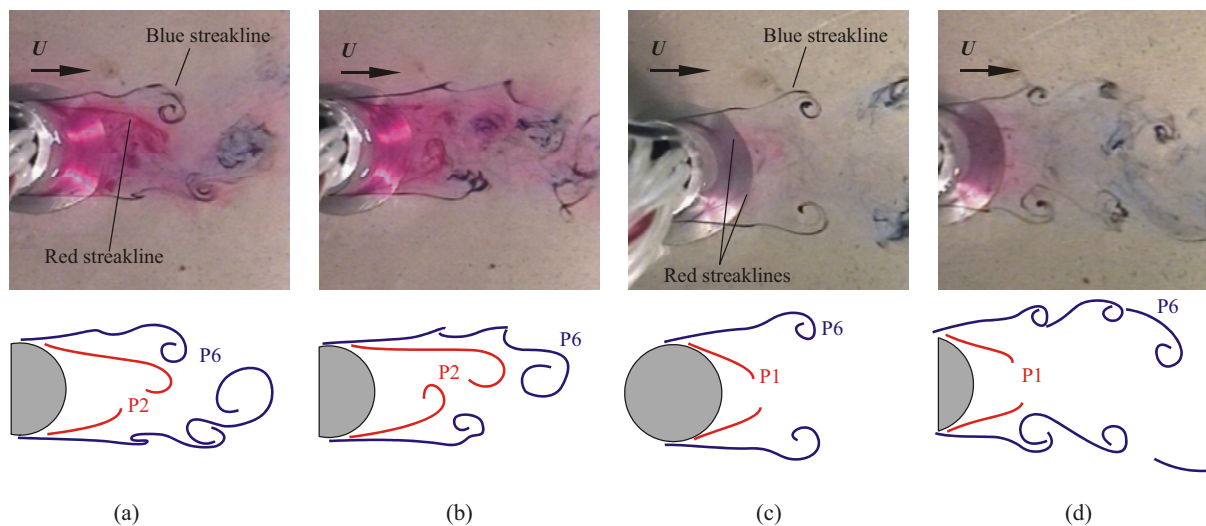 Blue streakline
U
Red streakline
U
Blue streakline
U
Red streaklines
U
P6
P2
P6
P2
P6
P1
P6
P1
(a)
(b)
(c)
(d)